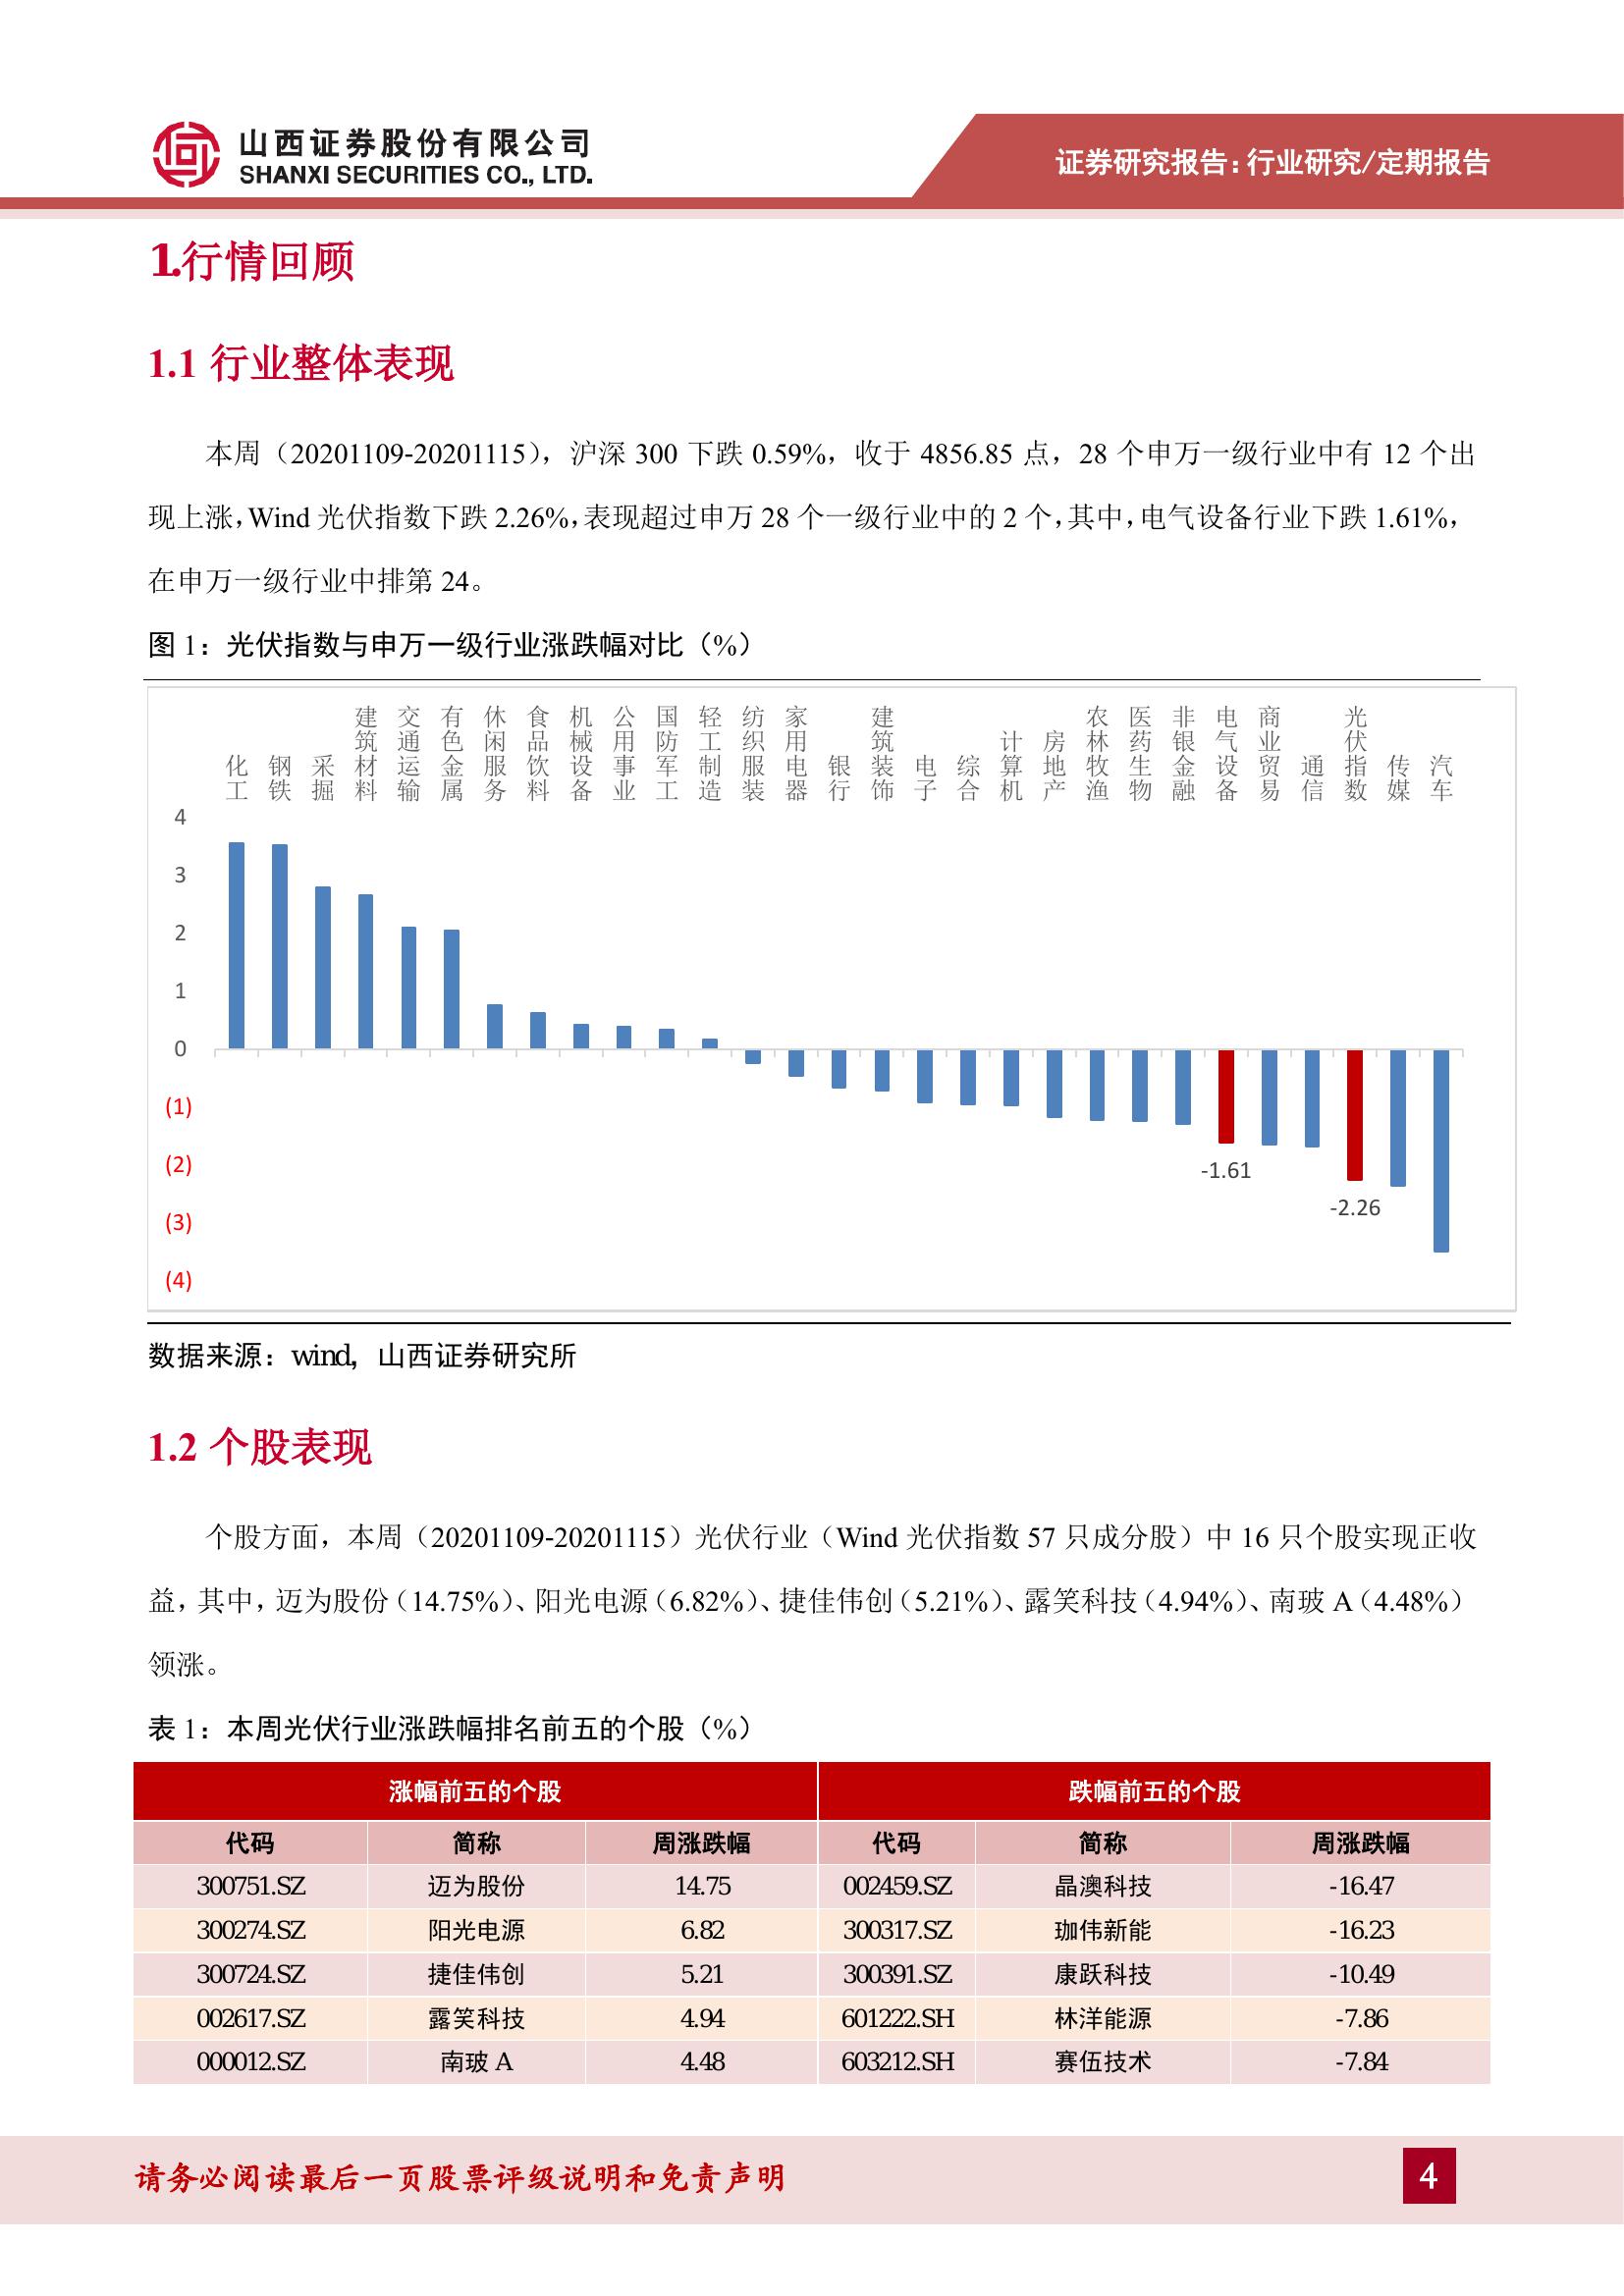 山西证券股份有限公司
SHANXI SECURITIES CO., LTD.
证券研究报告：行业研究/定期报告
1.行情回顾
1.1 行业整体表现
本周（20201109-20201115），沪深 300 下跌 0.59%，收于 4856.85 点，28 个申万一级行业中有 12 个出
现上涨，Wind 光伏指数下跌 2.26%，表现超过申万 28 个一级行业中的 2 个，其中，电气设备行业下跌 1.61%，
在申万一级行业中排第 24。
图 1：光伏指数与申万一级行业涨跌幅对比（%）
化工 钢铁 采掘 建筑材料 交通运输 有色金属 休闲服务 食品饮料 机械设备 公用事业 国防军工 轻工制造 纺织服装 家用电器 银行 建筑装饰 电子 综合 计算机 房地产 农林牧渔 医药生物 非银金融 电气设备 商业贸易 通信 光伏指数 传媒 汽车
4
3
2
1
0
(1)
(2)
(3)
(4)
-1.61
-2.26
数据来源：wind，山西证券研究所
1.2 个股表现
个股方面，本周（20201109-20201115）光伏行业（Wind 光伏指数 57 只成分股）中 16 只个股实现正收
益，其中，迈为股份（14.75%）、阳光电源（6.82%）、捷佳伟创（5.21%）、露笑科技（4.94%）、南玻 A（4.48%）
领涨。
表 1：本周光伏行业涨跌幅排名前五的个股（%）
涨幅前五的个股 跌幅前五的个股
代码 简称 周涨跌幅 代码 简称 周涨跌幅
300751.SZ 迈为股份 14.75 002459.SZ 晶澳科技 -16.47
300274.SZ 阳光电源 6.82 300317.SZ 珈伟新能 -16.23
300724.SZ 捷佳伟创 5.21 300391.SZ 康跃科技 -10.49
002617.SZ 露笑科技 4.94 601222.SH 林洋能源 -7.86
000012.SZ 南玻 A 4.48 603212.SH 赛伍技术 -7.84
请务必阅读最后一页股票评级说明和免责声明
4